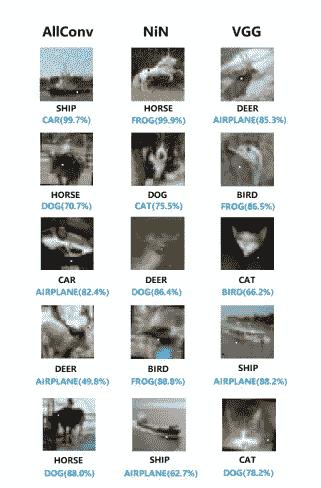 AllConv NiN VGG
SHIP HORSE DEER
CAR(99.7%) FROG(99.9%) AIRPLANE(85.3%)
HORSE DOG BIRD
DOG(70.7%) CAT(75.5%) FROG(86.5%)
CAR DEER CAT
AIRPLANE(82.4%) DOG(86.4%) BIRD(66.2%)
DEER BIRD SHIP
AIRPLANE(49.8%) FROG(88.8%) AIRPLANE(88.2%)
HORSE SHIP CAT
DOG(88.0%) AIRPLANE(62.7%) DOG(78.2%)